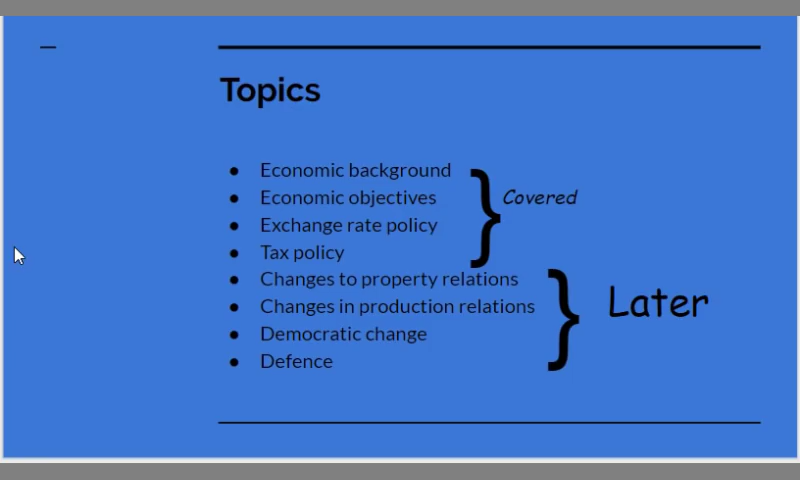 Topics
● Economic background
● Economic objectives
● Exchange rate policy
● Tax policy
} Covered
● Changes to property relations
● Changes in production relations
● Democratic change
● Defence
} Later